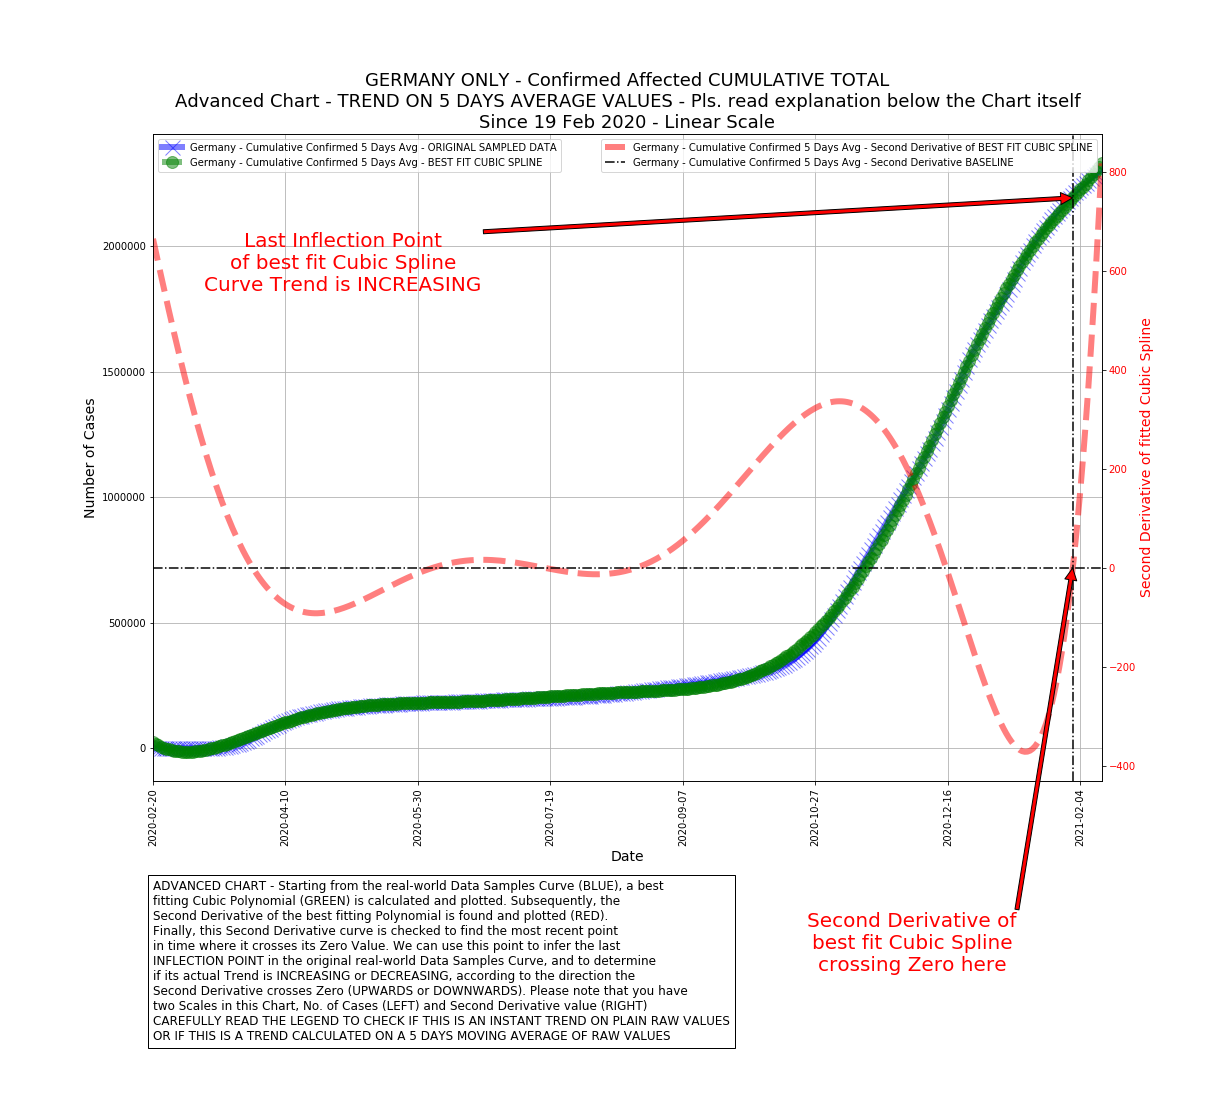 GERMANY ONLY - Confirmed Affected CUMULATIVE TOTAL
Advanced Chart - TREND ON 5 DAYS AVERAGE VALUES - Pls. read explanation below the Chart itself
Since 19 Feb 2020 - Linear Scale
Germany - Cumulative Confirmed 5 Days Avg - ORIGINAL SAMPLED DATA
Germany - Cumulative Confirmed 5 Days Avg - BEST FIT CUBIC SPLINE
Germany - Cumulative Confirmed 5 Days Avg - Second Derivative of BEST FIT CUBIC SPLINE
Germany - Cumulative Confirmed 5 Days Avg - Second Derivative BASELINE
Last Inflection Point
of best fit Cubic Spline
Curve Trend is INCREASING
Number of Cases
2000000
1500000
1000000
500000
0
800
600
400
200
0
−200
−400
Second Derivative of fitted Cubic Spline
2020-02-20
2020-04-10
2020-05-30
2020-07-19
2020-09-07
2020-10-27
2020-12-16
2021-02-04
Date
ADVANCED CHART - Starting from the real-world Data Samples Curve (BLUE), a best
fitting Cubic Polynomial (GREEN) is calculated and plotted. Subsequently, the
Second Derivative of the best fitting Polynomial is found and plotted (RED).
Finally, this Second Derivative curve is checked to find the most recent point
in time where it crosses its Zero Value. We can use this point to infer the last
INFLECTION POINT in the original real-world Data Samples Curve, and to determine
if its actual Trend is INCREASING or DECREASING, according to the direction the
Second Derivative crosses Zero (UPWARDS or DOWNWARDS). Please note that you have
two Scales in this Chart, No. of Cases (LEFT) and Second Derivative value (RIGHT)
CAREFULLY READ THE LEGEND TO CHECK IF THIS IS AN INSTANT TREND ON PLAIN RAW VALUES
OR IF THIS IS A TREND CALCULATED ON A 5 DAYS MOVING AVERAGE OF RAW VALUES
Second Derivative of
best fit Cubic Spline
crossing Zero here